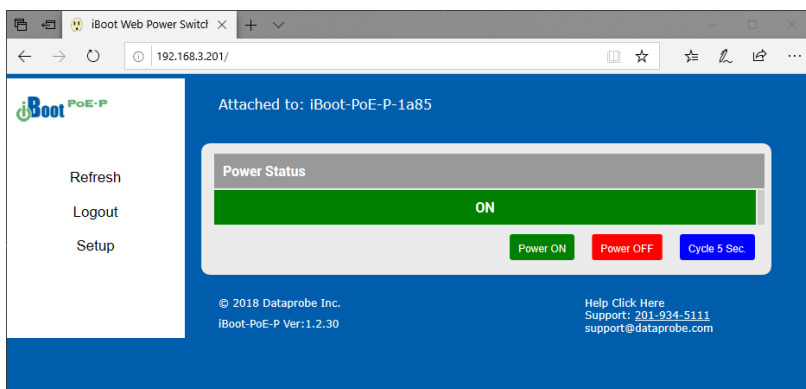 iBoot Web Power Switch
192.168.3.201/
iBoot PoE-P
Attached to: iBoot-PoE-P-1a85
Refresh
Logout
Setup
Power Status
ON
Power ON
Power OFF
Cycle 5 Sec.
© 2018 Dataprobe Inc.
iBoot-PoE-P Ver:1.2.30
Help Click Here
Support: 201-934-5111
support@dataprobe.com